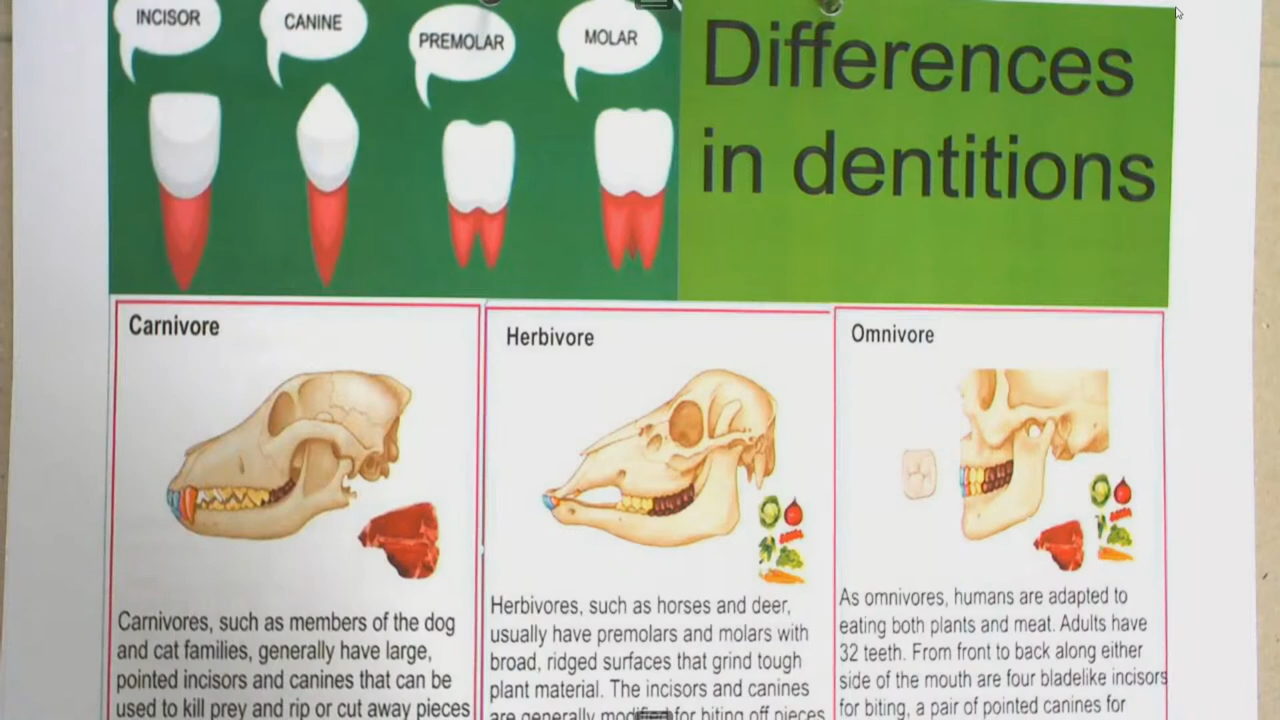 INCISOR
CANINE
PREMOLAR
MOLAR
Differences
in dentitions
Carnivore
Carnivores, such as members of the dog
and cat families, generally have large,
pointed incisors and canines that can be
used to kill prey and rip or cut away pieces
Herbivore
Herbivores, such as horses and deer,
usually have premolars and molars with
broad, ridged surfaces that grind tough
plant material. The incisors and canines
are generally modified for biting off pieces
Omnivore
As omnivores, humans are adapted to
eating both plants and meat. Adults have
32 teeth. From front to back along either
side of the mouth are four bladelike incisors
for biting, a pair of pointed canines for